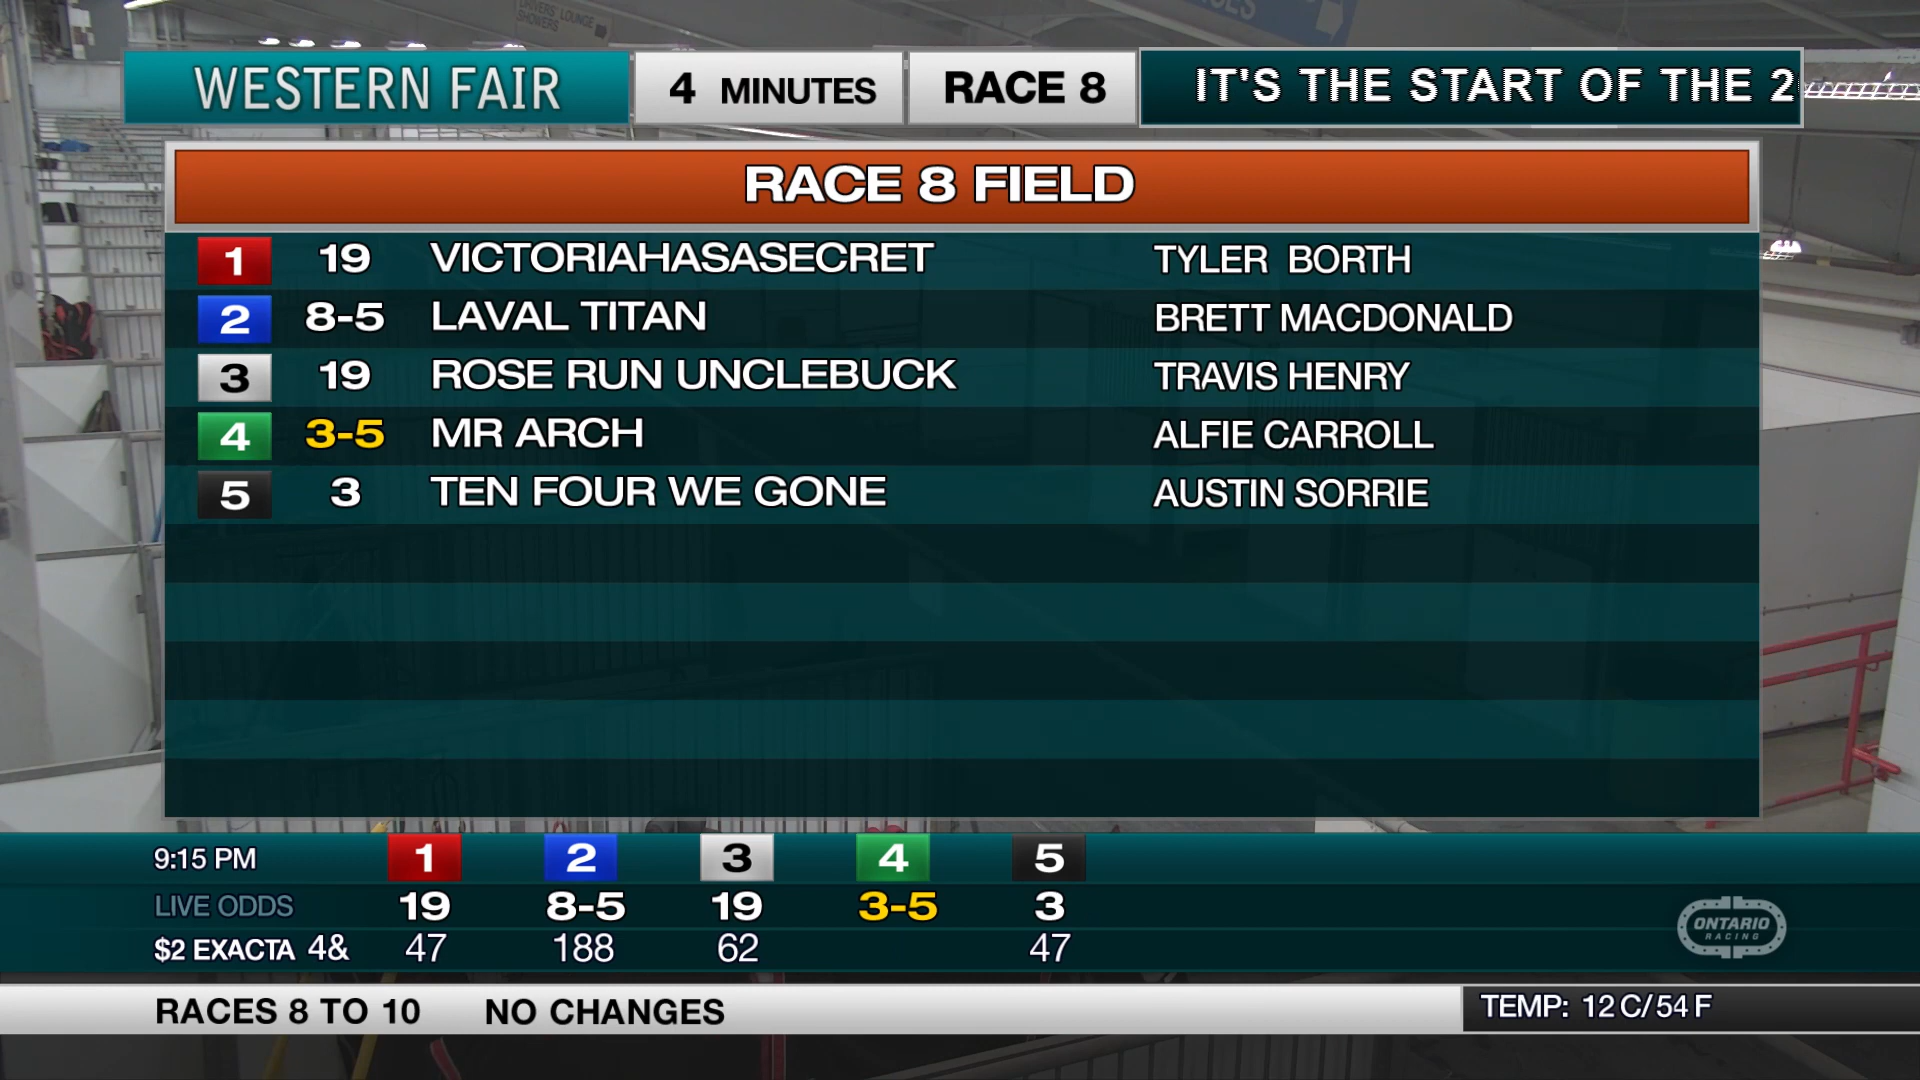 DRIVERS' LOUNGE
SHOWERS
WESTERN FAIR 4 MINUTES RACE 8 IT'S THE START OF THE 2
RACE 8 FIELD
1 19 VICTORIAHASASECRET TYLER BORTH
2 8-5 LAVAL TITAN BRETT MACDONALD
3 19 ROSE RUN UNCLEBUCK TRAVIS HENRY
4 3-5 MR ARCH ALFIE CARROLL
5 3 TEN FOUR WE GONE AUSTIN SORRIE
9:15 PM 1 2 3 4 5
LIVE ODDS 19 8-5 19 3-5 3
$2 EXACTA 4& 47 188 62 47
ONTARIO
RACING
RACES 8 TO 10 NO CHANGES TEMP: 12 C/54 F